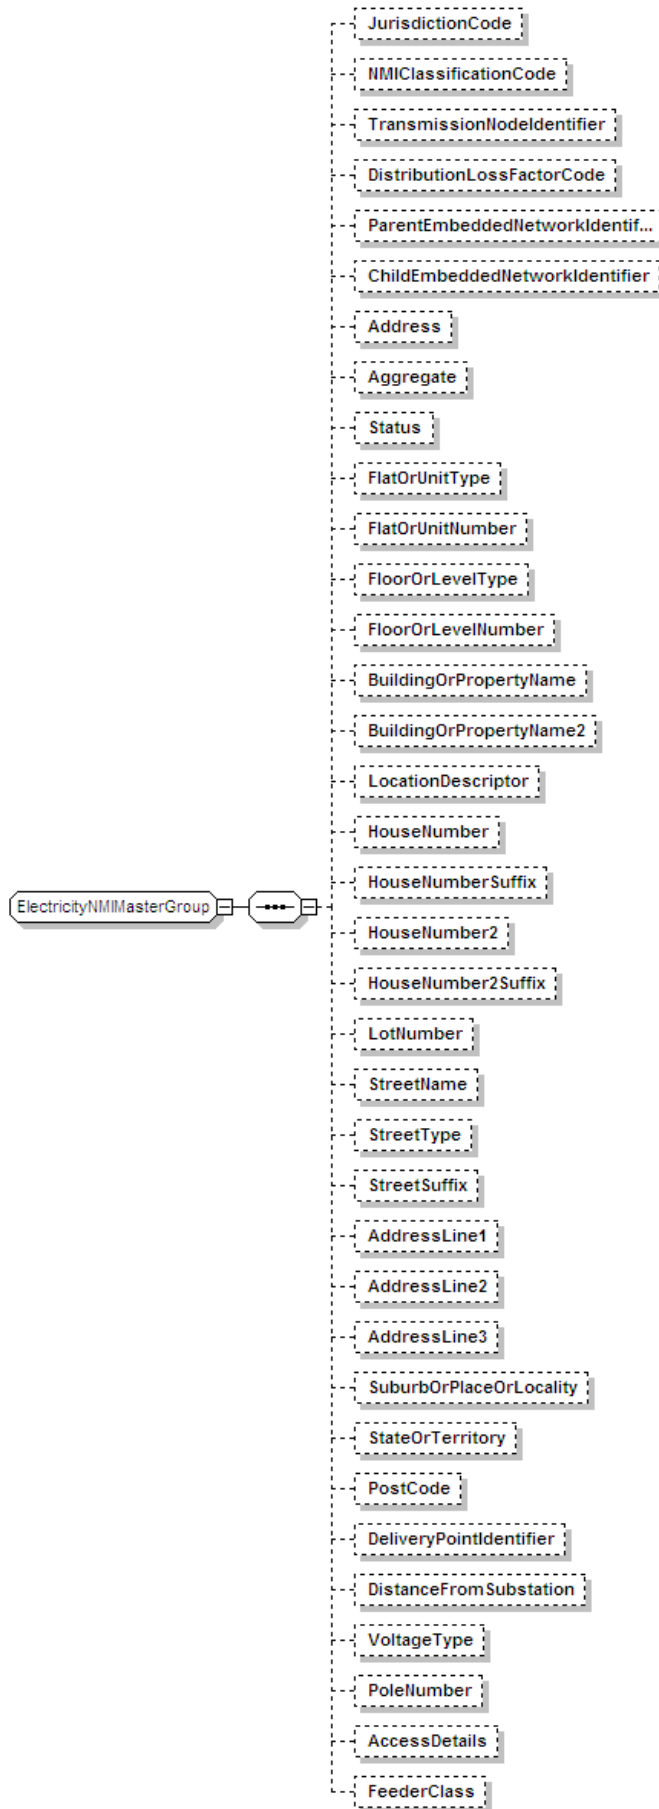 JurisdictionCode
NMIClassificationCode
TransmissionNodeIdentifier
DistributionLossFactorCode
ParentEmbeddedNetworkIdentif...
ChildEmbeddedNetworkIdentifier
Address
Aggregate
Status
FlatOrUnitType
FlatOrUnitNumber
FloorOrLevelType
FloorOrLevelNumber
BuildingOrPropertyName
BuildingOrPropertyName2
LocationDescriptor
HouseNumber
HouseNumberSuffix
ElectricityNMIMasterGroup
HouseNumber2
HouseNumber2Suffix
LotNumber
StreetName
StreetType
StreetSuffix
AddressLine1
AddressLine2
AddressLine3
SuburbOrPlaceOrLocality
StateOrTerritory
PostCode
DeliveryPointIdentifier
DistanceFromSubstation
VoltageType
PoleNumber
AccessDetails
FeederClass